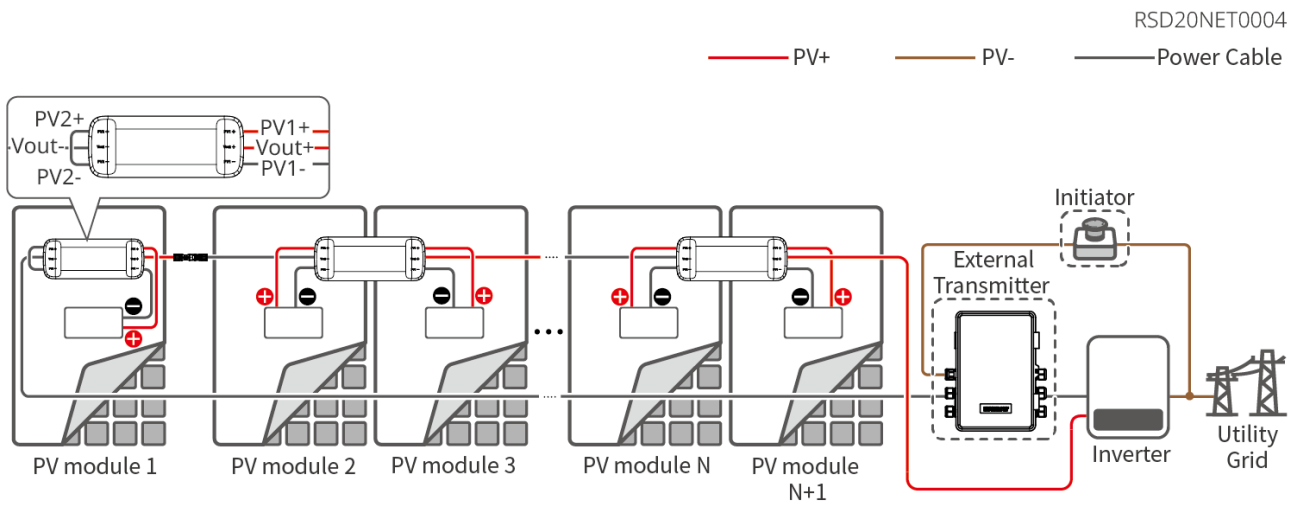 RSD20NET0004
PV+
PV-
Power Cable
PV2+
Vout-
PV2-
PV1+
Vout+
PV1-
Initiator
External
Transmitter
PV module 1
PV module 2
PV module 3
PV module N
PV module
N+1
Inverter
Utility
Grid